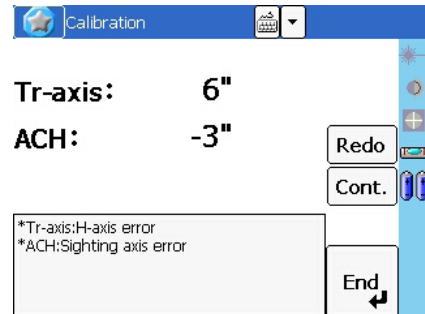 Calibration
Tr-axis: 6"
ACH: -3"
Redo
Cont.
*Tr-axis:H-axis error
*ACH:Sighting axis error
End